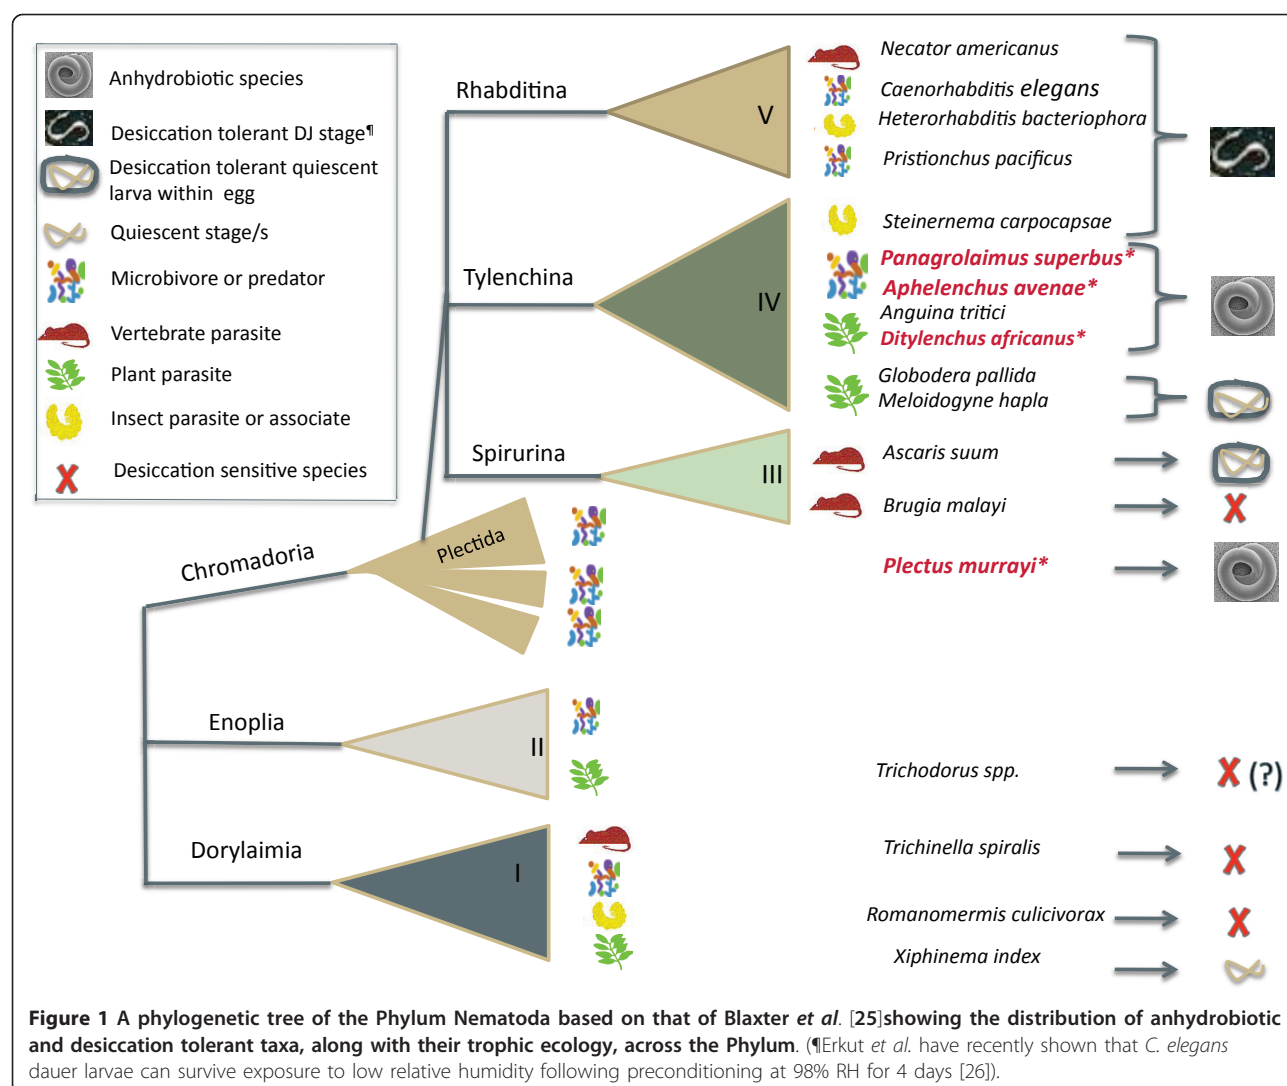 Anhydrobiotic species
Desiccation tolerant DJ stage¶
Desiccation tolerant quiescent
larva within egg
Quiescent stage/s
Microbivore or predator
Vertebrate parasite
Plant parasite
Insect parasite or associate
X Desiccation sensitive species
Rhabditina
V
Necator americanus
Caenorhabditis elegans
Heterorhabditis bacteriophora
Pristionchus pacificus
Steinernema carpocapsae
Tylenchina
IV
Panagrolaimus superbus*
Aphelenchus avenae*
Anguina tritici
Ditylenchus africanus*
Globodera pallida
Meloidogyne hapla
Spirurina
III
Ascaris suum
Brugia malayi
X
Chromadoria
Plectida
Plectus murrayi*
Enoplia
II
Trichodorus spp.
X (?)
Dorylaimia
I
Trichinella spiralis
X
Romanomermis culicivorax
X
Xiphinema index
Figure 1 A phylogenetic tree of the Phylum Nematoda based on that of Blaxter et al. [25]showing the distribution of anhydrobiotic
and desiccation tolerant taxa, along with their trophic ecology, across the Phylum. (¶Erkut et al. have recently shown that C. elegans
dauer larvae can survive exposure to low relative humidity following preconditioning at 98% RH for 4 days [26]).